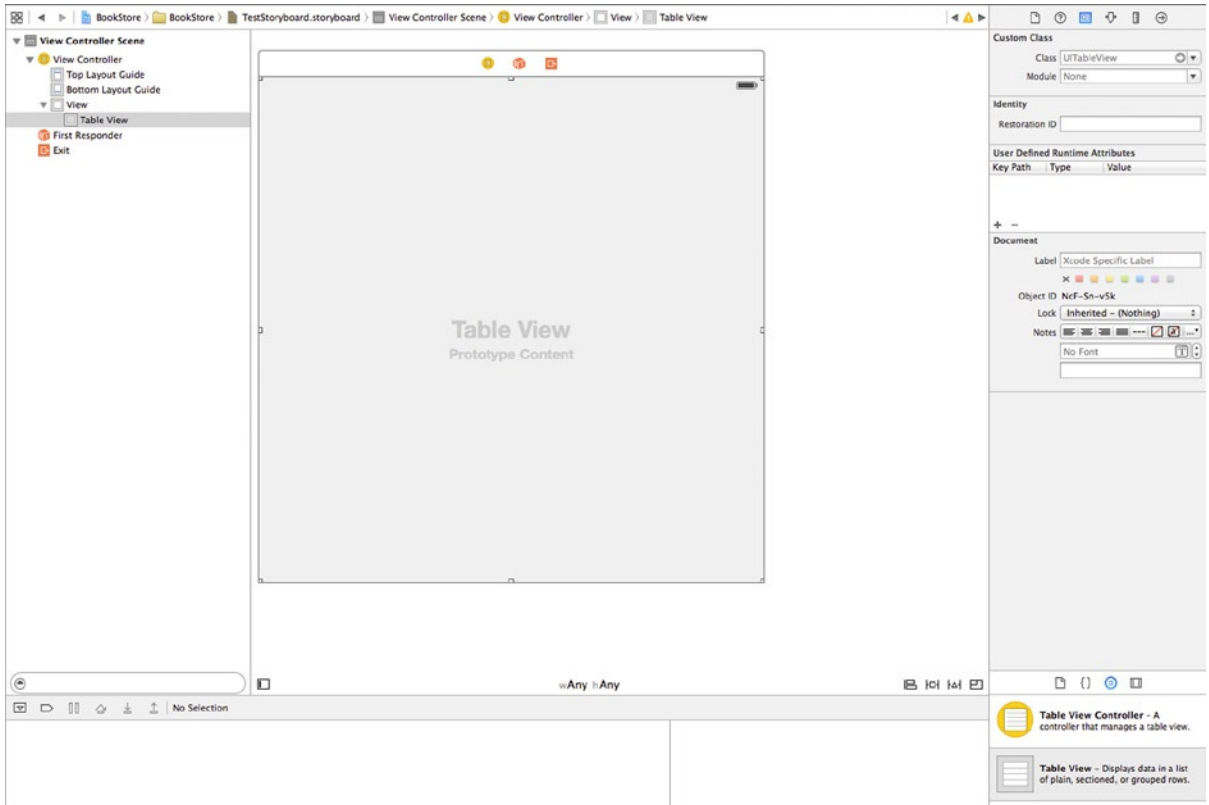 BookStore BookStore TestStoryboard.storyboard View Controller Scene View Controller View Table View
View Controller Scene
View Controller
Top Layout Guide
Bottom Layout Guide
View
Table View
First Responder
Exit
Table View
Prototype Content
wAny hAny
No Selection
Custom Class
Class UITableView
Module None
Identity
Restoration ID
User Defined Runtime Attributes
Key Path Type Value
+ −
Document
Label Xcode Specific Label
Object ID NcF-Sn-v5k
Lock Inherited - (Nothing)
Notes
No Font
Table View Controller - A
controller that manages a table view.
Table View - Displays data in a list
of plain, sectioned, or grouped rows.